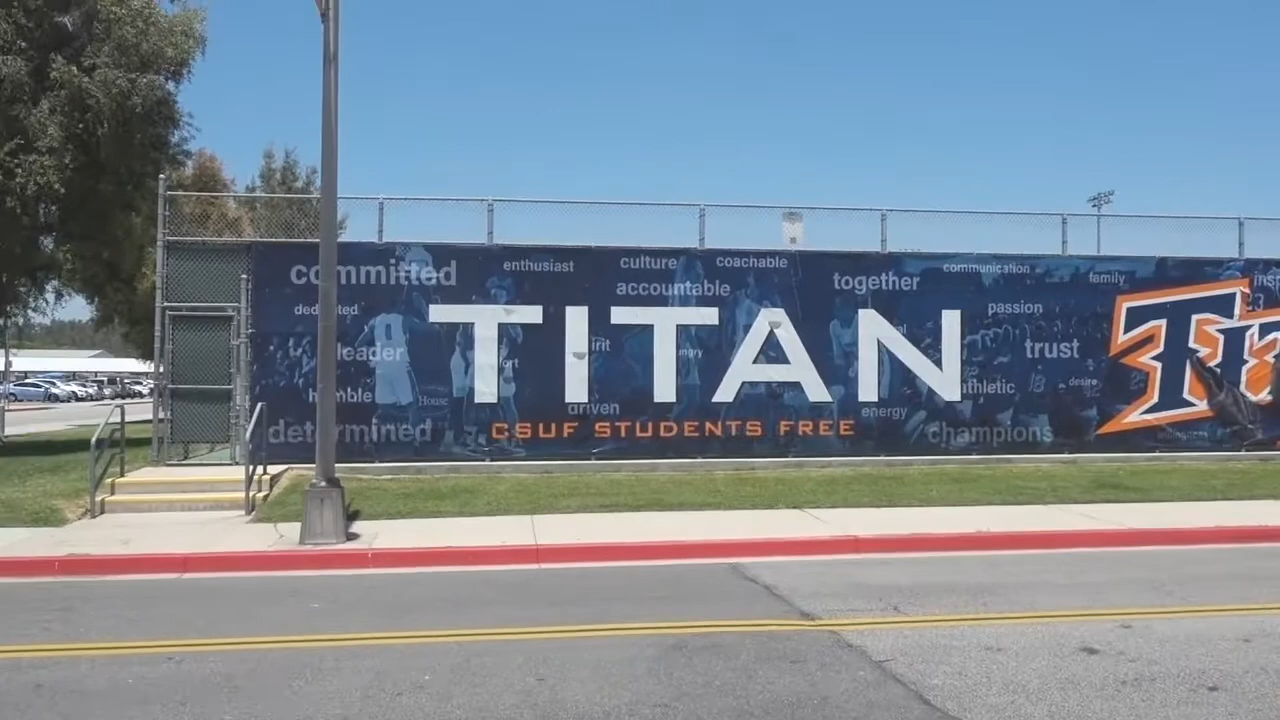 committed
enthusiast
culture
coachable
together
communication
family
accountable
dedicated
TITAN
passion
leader
trust
humble
House
athletic
desire
driven
energy
determined
CSUF STUDENTS FREE
champions